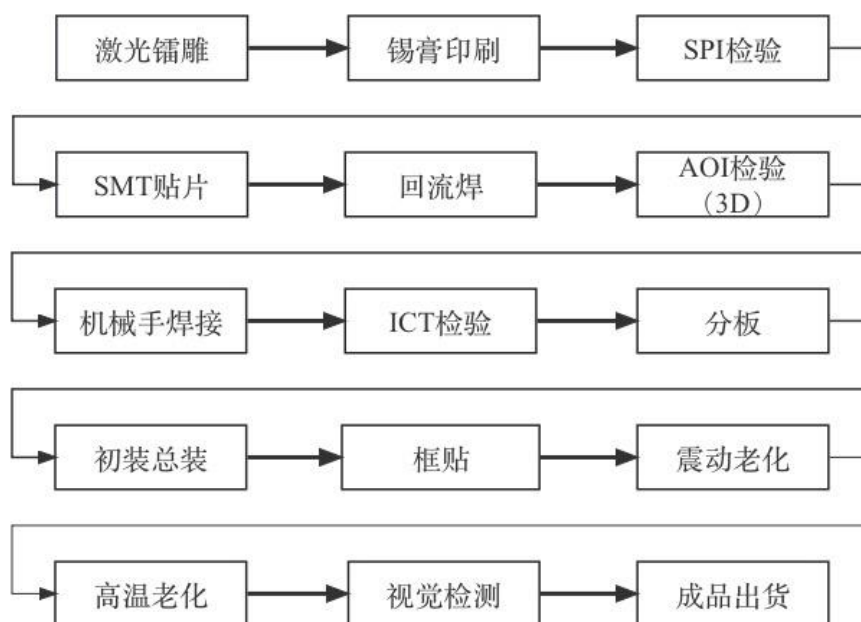 激光镭雕
锡膏印刷
SPI检验
SMT贴片
回流焊
AOI检验
（3D）
机械手焊接
ICT检验
分板
初装总装
框贴
震动老化
高温老化
视觉检测
成品出货